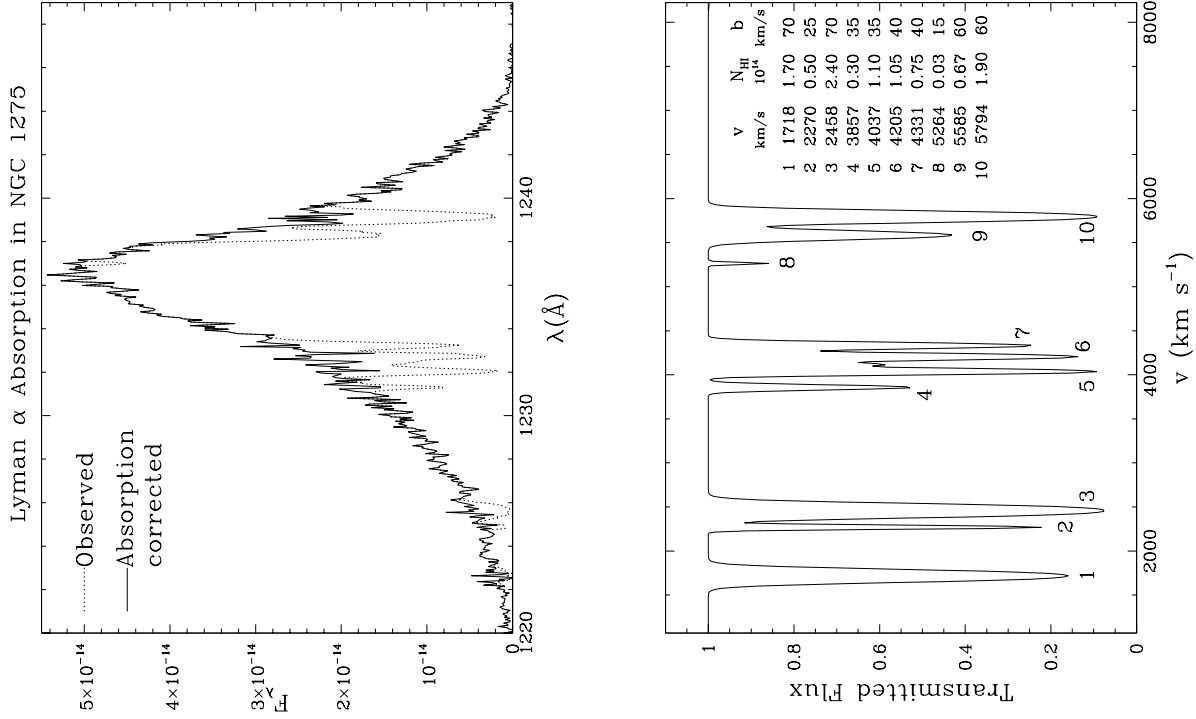 Lyman α Absorption in NGC 1275
Observed
Absorption
corrected
5×10⁻¹⁴
4×10⁻¹⁴
3×10⁻¹⁴
2×10⁻¹⁴
10⁻¹⁴
0
F_λ
1220
1230
1240
λ(Å)
1
0.8
0.6
0.4
0.2
0
Transmitted Flux
2000
4000
6000
8000
v (km s⁻¹)
1
2
3
4
5
6
7
8
9
10
v N_HI b
km/s 10¹⁴ km/s
1 1718 1.70 70
2 2270 0.50 25
3 2458 2.40 70
4 3857 0.30 35
5 4037 1.10 35
6 4205 1.05 40
7 4331 0.75 40
8 5264 0.03 15
9 5585 0.67 60
10 5794 1.90 60